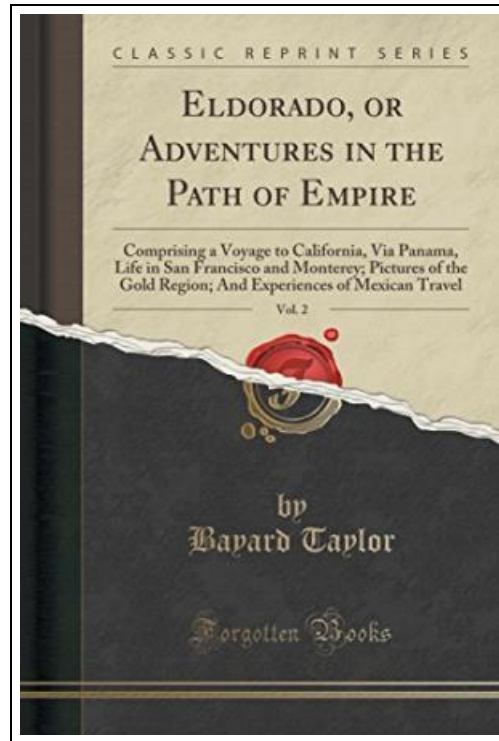 CLASSIC REPRINT SERIES
ELDORADO, OR
ADVENTURES IN THE
PATH OF EMPIRE
Comprising a Voyage to California, Via Panama,
Life in San Francisco and Monterey; Pictures of the
Gold Region; And Experiences of Mexican Travel
Vol. 2
by
Bayard Taylor
Forgotten Books